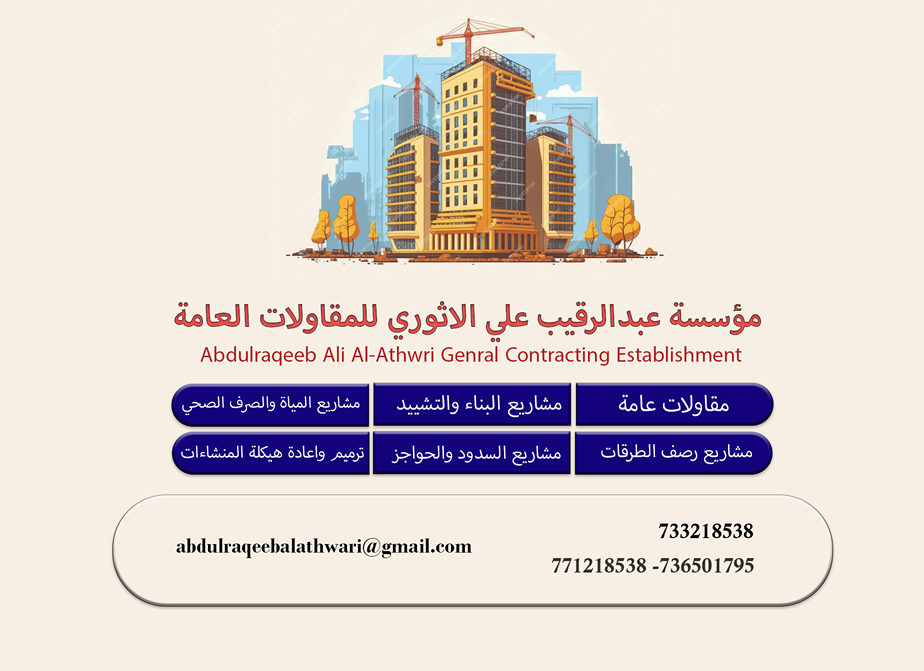 مؤسسة عبدالرقيب علي الاثوري للمقاولات العامة
Abdulraqeeb Ali Al-Athwri Genral Contracting Establishment
مقاولات عامة
مشاريع البناء والتشييد
مشاريع المياة والصرف الصحي
مشاريع رصف الطرقات
مشاريع السدود والحواجز
ترميم واعادة هيكلة المنشاءات
733218538
abdulraqeebalathwari@gmail.com
771218538 -736501795